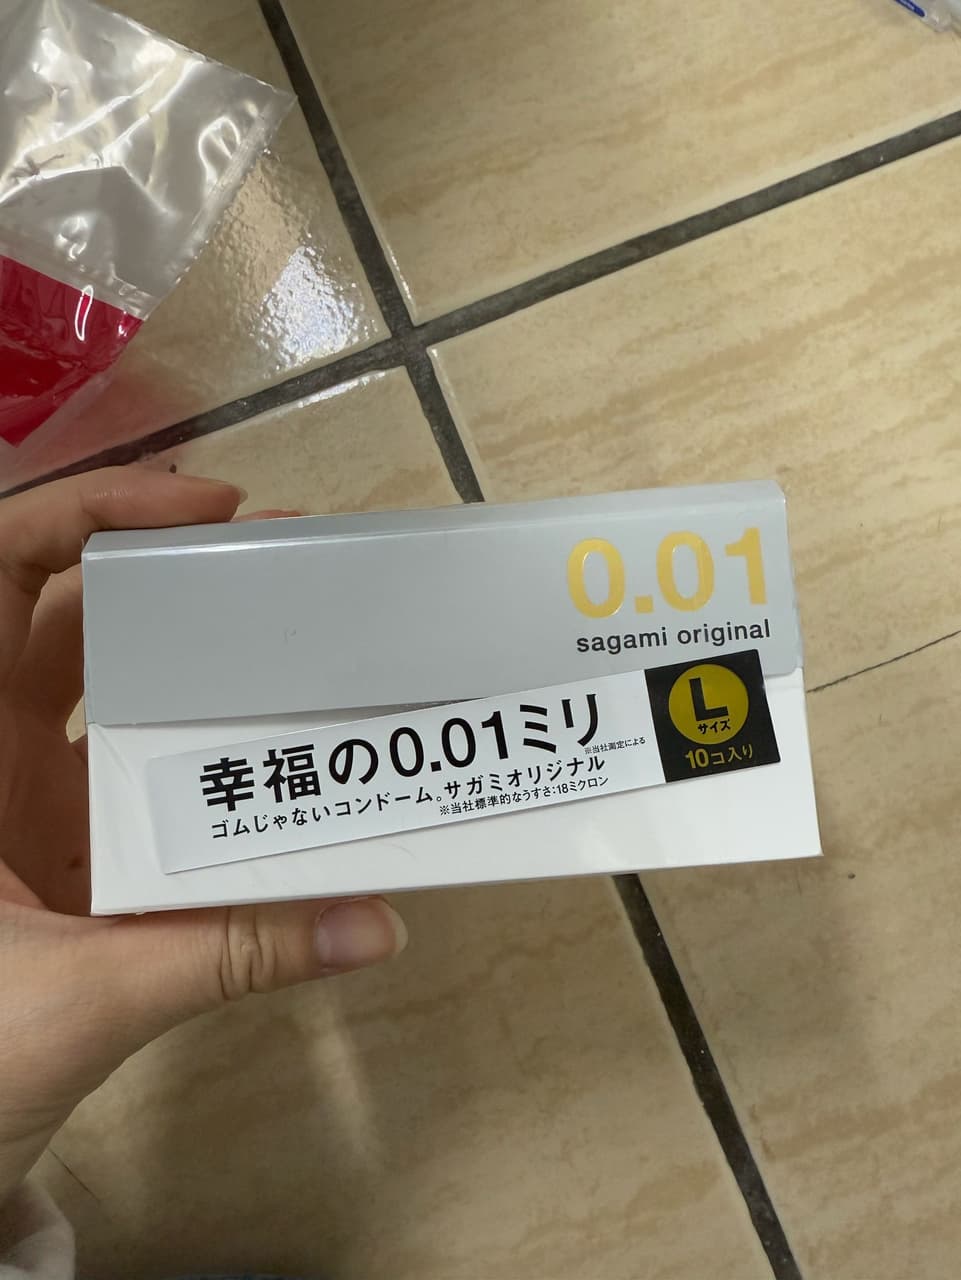 0.01
sagami original
幸福の0.01ミリ
※当社測定による
ゴムじゃないコンドーム。サガミオリジナル
※当社標準的なうすさ:18ミクロン
L
サイズ
10コ入り